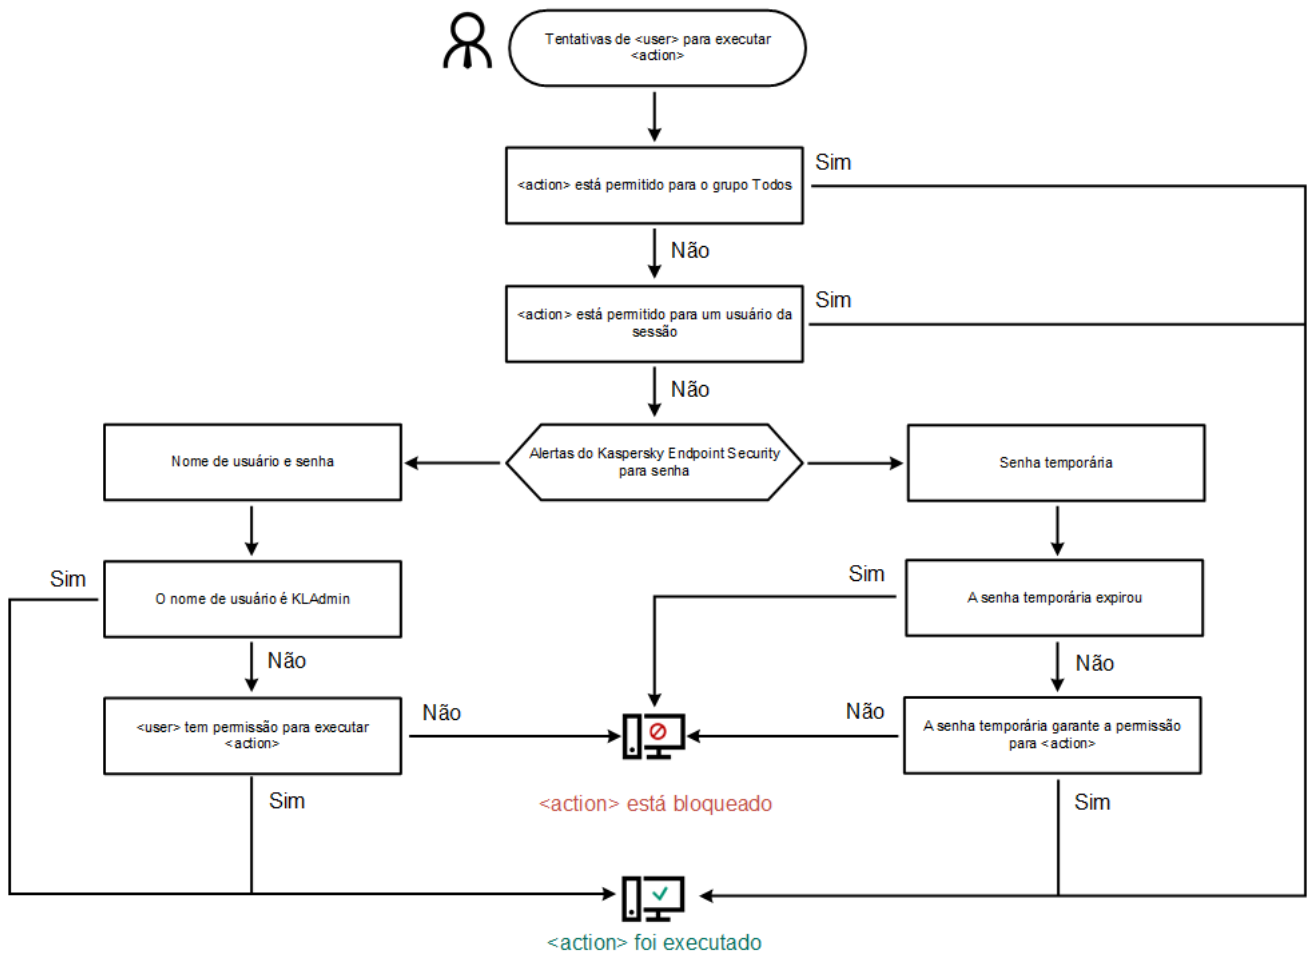 Tentativas de <user> para executar
<action>
Sim
<action> está permitido para o grupo Todos
Não
Sim
<action> está permitido para um usuário da
sessão
Não
Nome de usuário e senha
Alertas do Kaspersky Endpoint Security
para senha
Senha temporária
Sim
O nome de usuário é KLAdmin
Sim
A senha temporária expirou
Não
Não
<user> tem permissão para executar
<action>
Não
Não
A senha temporária garante a permissão
para <action>
Sim
<action> está bloqueado
Sim
<action> foi executado